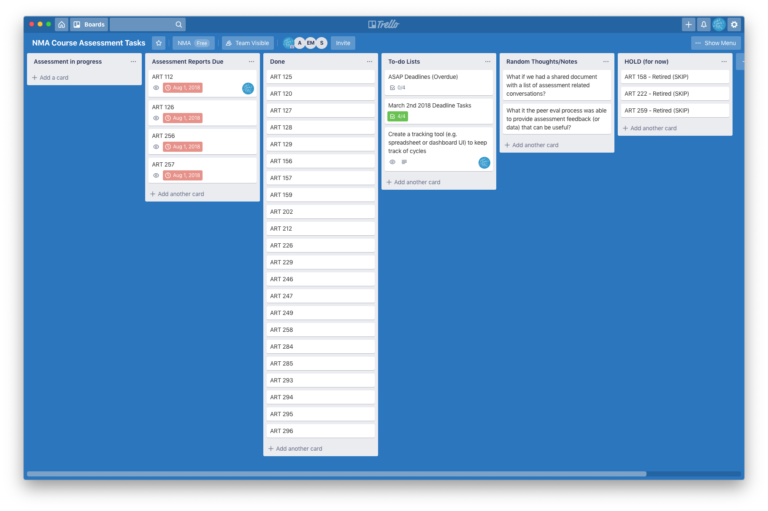 Boards
Trello
NMA Course Assessment Tasks
NMA Free
Team Visible
A EM S
Invite
Show Menu
Assessment in progress
+ Add a card
Assessment Reports Due
ART 112
Aug 1, 2018
ART 126
Aug 1, 2018
ART 256
Aug 1, 2018
ART 257
Aug 1, 2018
+ Add another card
Done
ART 125
ART 120
ART 127
ART 128
ART 129
ART 156
ART 157
ART 159
ART 202
ART 212
ART 226
ART 229
ART 246
ART 247
ART 249
ART 258
ART 284
ART 285
ART 293
ART 294
ART 295
ART 296
+ Add another card
To-do Lists
ASAP Deadlines (Overdue)
0/4
March 2nd 2018 Deadline Tasks
4/4
Create a tracking tool (e.g.
spreadsheet or dashboard UI) to keep
track of cycles
+ Add another card
Random Thoughts/Notes
What if we had a shared document
with a list of assessment related
conversations?
What it the peer eval process was able
to provide assessment feedback (or
data) that can be useful?
+ Add another card
HOLD (for now)
ART 158 - Retired (SKIP)
ART 222 - Retired (SKIP)
ART 259 - Retired (SKIP)
+ Add another card